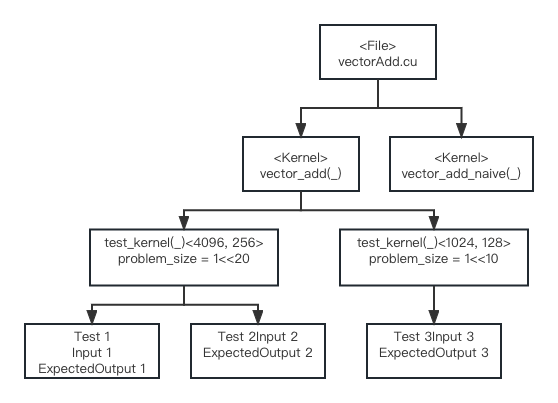 <File>
vectorAdd.cu
<Kernel>
vector_add(_)
<Kernel>
vector_add_naive(_)
test_kernel(_)<4096, 256>
problem_size = 1<<20
test_kernel(_)<1024, 128>
problem_size = 1<<10
Test 1
Input 1
ExpectedOutput 1
Test 2Input 2
ExpectedOutput 2
Test 3Input 3
ExpectedOutput 3